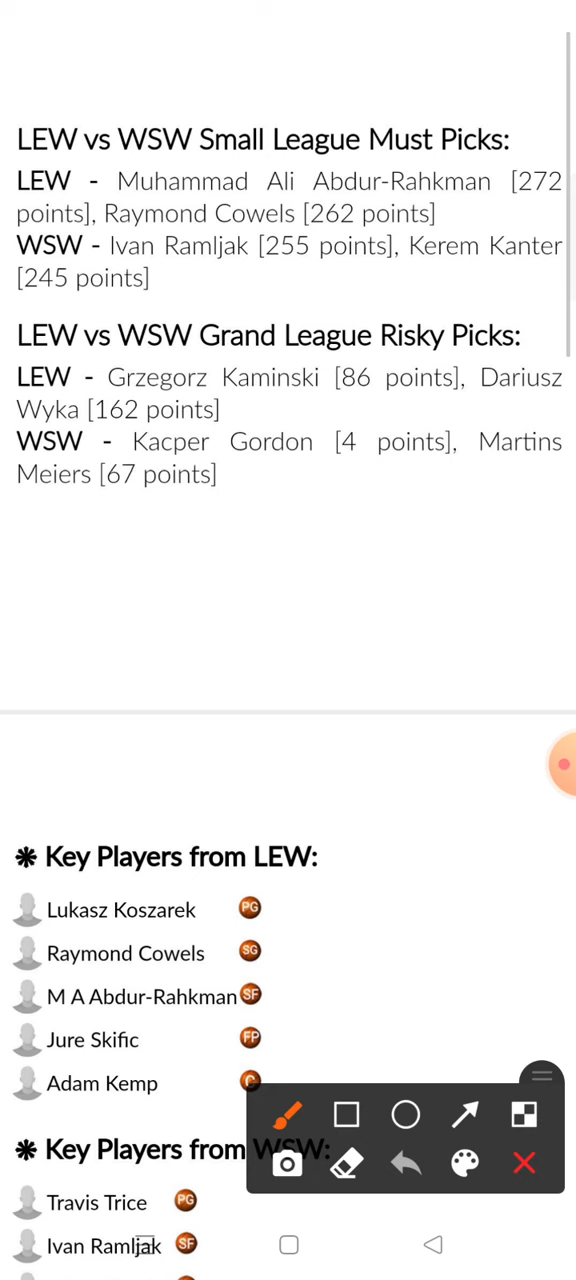 LEW vs WSW Small League Must Picks:
LEW - Muhammad Ali Abdur-Rahkman [272
points], Raymond Cowels [262 points]
WSW - Ivan Ramljak [255 points], Kerem Kanter
[245 points]
LEW vs WSW Grand League Risky Picks:
LEW - Grzegorz Kaminski [86 points], Dariusz
Wyka [162 points]
WSW - Kacper Gordon [4 points], Martins
Meiers [67 points]
✱ Key Players from LEW:
Lukasz Koszarek PG
Raymond Cowels SG
M A Abdur-Rahkman SF
Jure Skific FP
Adam Kemp C
✱ Key Players from WSW:
Travis Trice PG
Ivan Ramljak SF